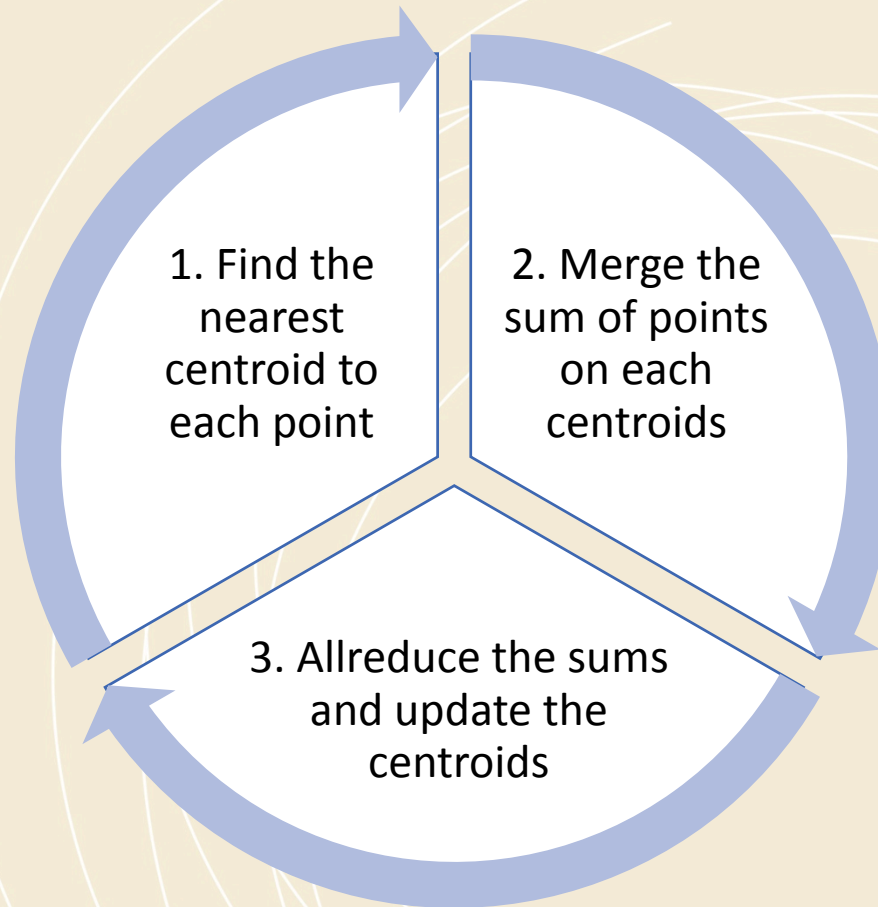 1. Find the
nearest
centroid to
each point
2. Merge the
sum of points
on each
centroids
3. Allreduce the sums
and update the
centroids